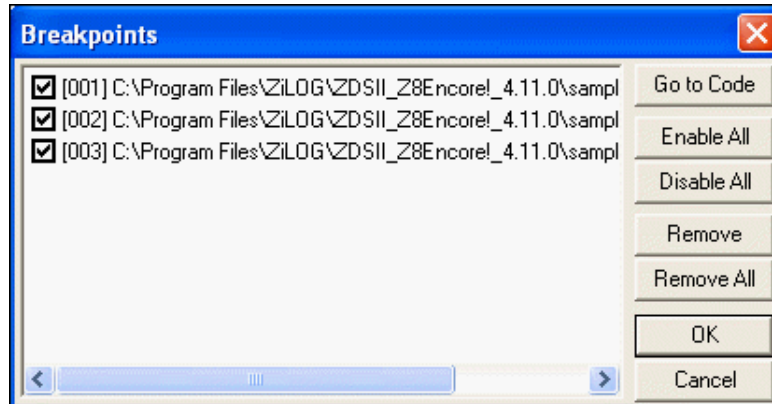 Breakpoints
[001] C:\Program Files\ZiLOG\ZDSII_Z8Encore!_4.11.0\sampl
[002] C:\Program Files\ZiLOG\ZDSII_Z8Encore!_4.11.0\sampl
[003] C:\Program Files\ZiLOG\ZDSII_Z8Encore!_4.11.0\sampl
Go to Code
Enable All
Disable All
Remove
Remove All
OK
Cancel